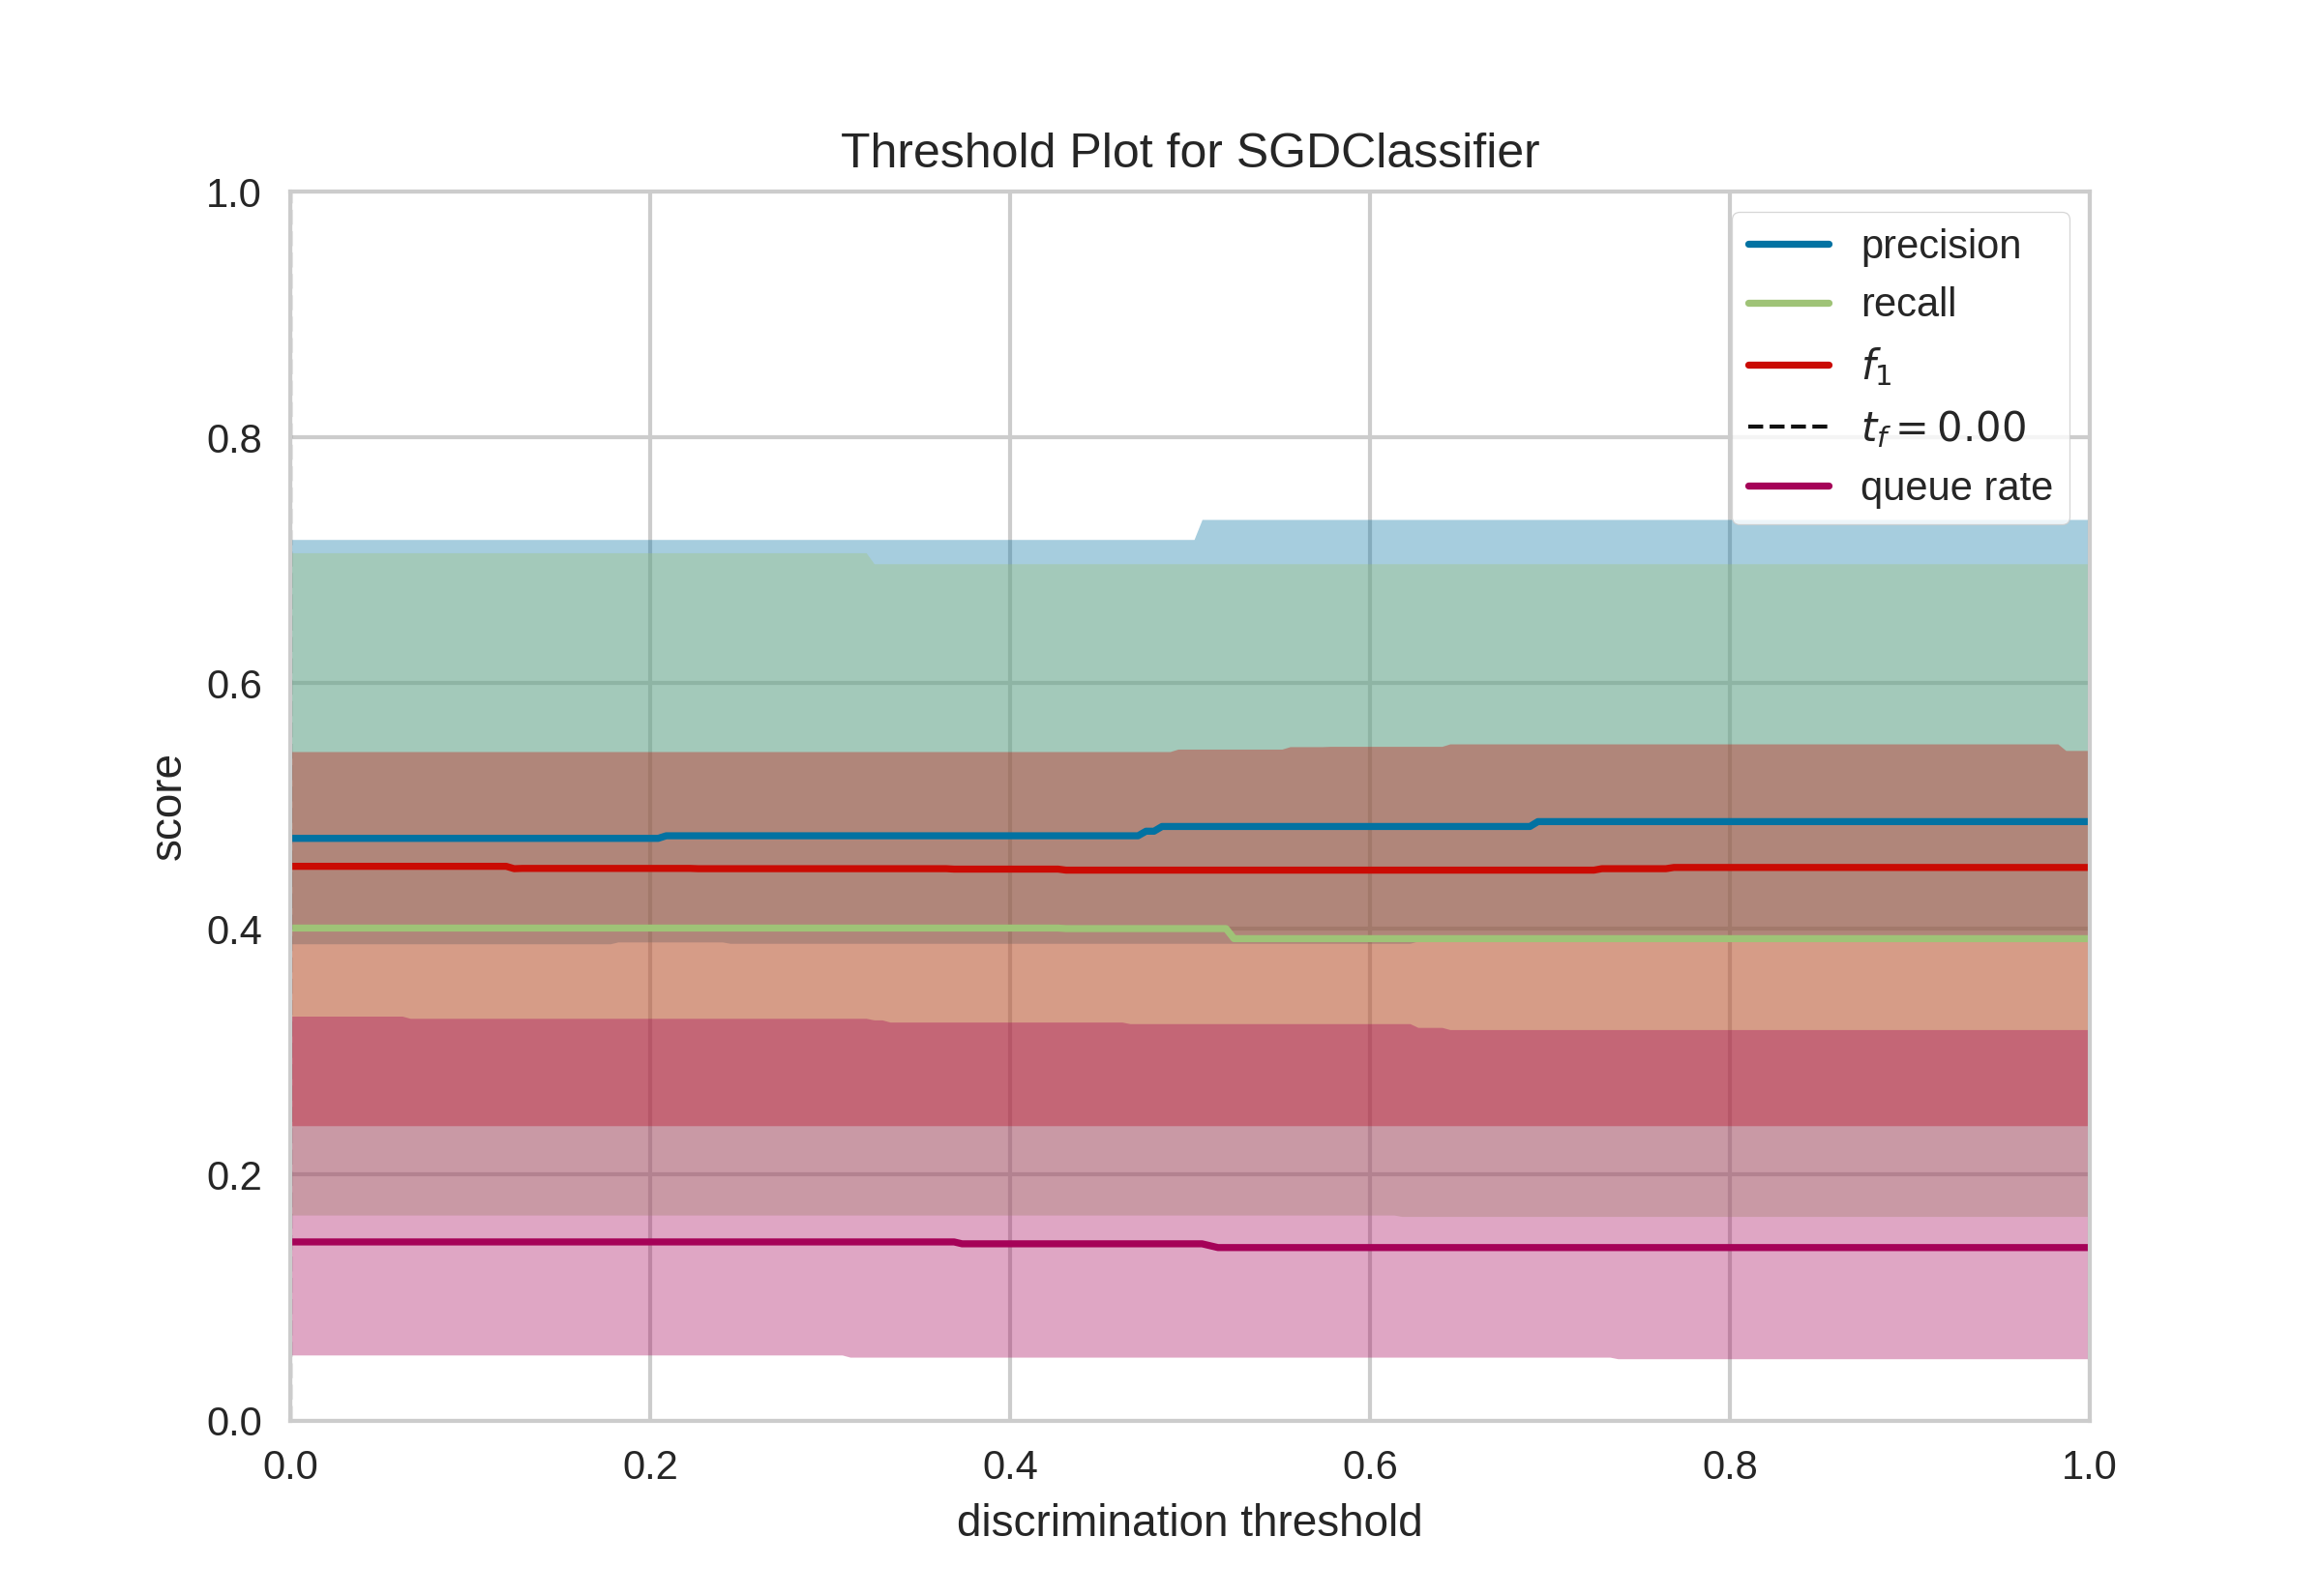 Threshold Plot for SGDClassifier
1.0
0.8
0.6
0.4
0.2
0.0
score
precision
recall
f₁
t_f = 0.00
queue rate
0.0 0.2 0.4 0.6 0.8 1.0
discrimination threshold